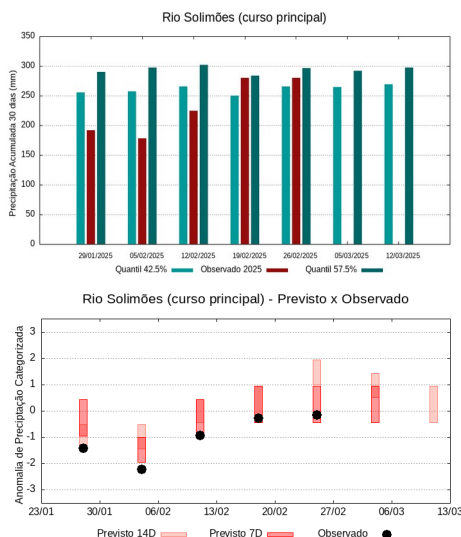 Rio Solimões (curso principal)
Precipitação Acumulada 30 dias (mm)
350
300
250
200
150
100
50
0
29/01/2025 05/02/2025 12/02/2025 19/02/2025 26/02/2025 05/03/2025 12/03/2025
Quantil 42.5% Observado 2025 Quantil 57.5%
Rio Solimões (curso principal) - Previsto x Observado
Anomalia de Preciptação Categorizada
3
2
1
0
-1
-2
-3
23/01 30/01 06/02 13/02 20/02 27/02 06/03 13/03
Previsto 14D Previsto 7D Observado